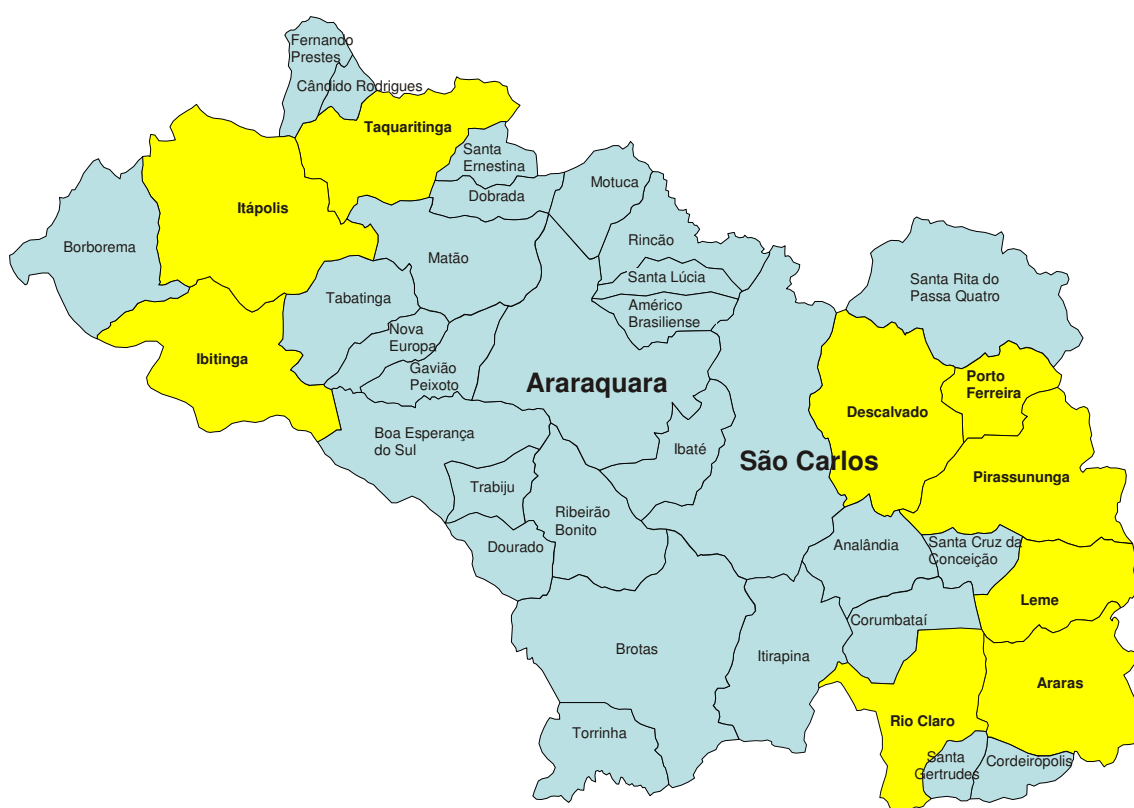 Fernando
Prestes
Cândido Rodrigues
Taquaritinga
Santa
Ernestina
Dobrada
Motuca
Itápolis
Borborema
Matão
Rincão
Santa Lúcia
Américo
Brasiliense
Santa Rita do
Passa Quatro
Tabatinga
Nova
Europa
Ibitinga
Gavião
Peixoto
Araraquara
Porto
Ferreira
Descalvado
Boa Esperança
do Sul
Ibaté
São Carlos
Pirassununga
Trabiju
Ribeirão
Bonito
Dourado
Analândia
Santa Cruz da
Conceição
Leme
Corumbataí
Brotas
Itirapina
Araras
Rio Claro
Torrinha
Santa
Gertrudes
Cordeirópolis